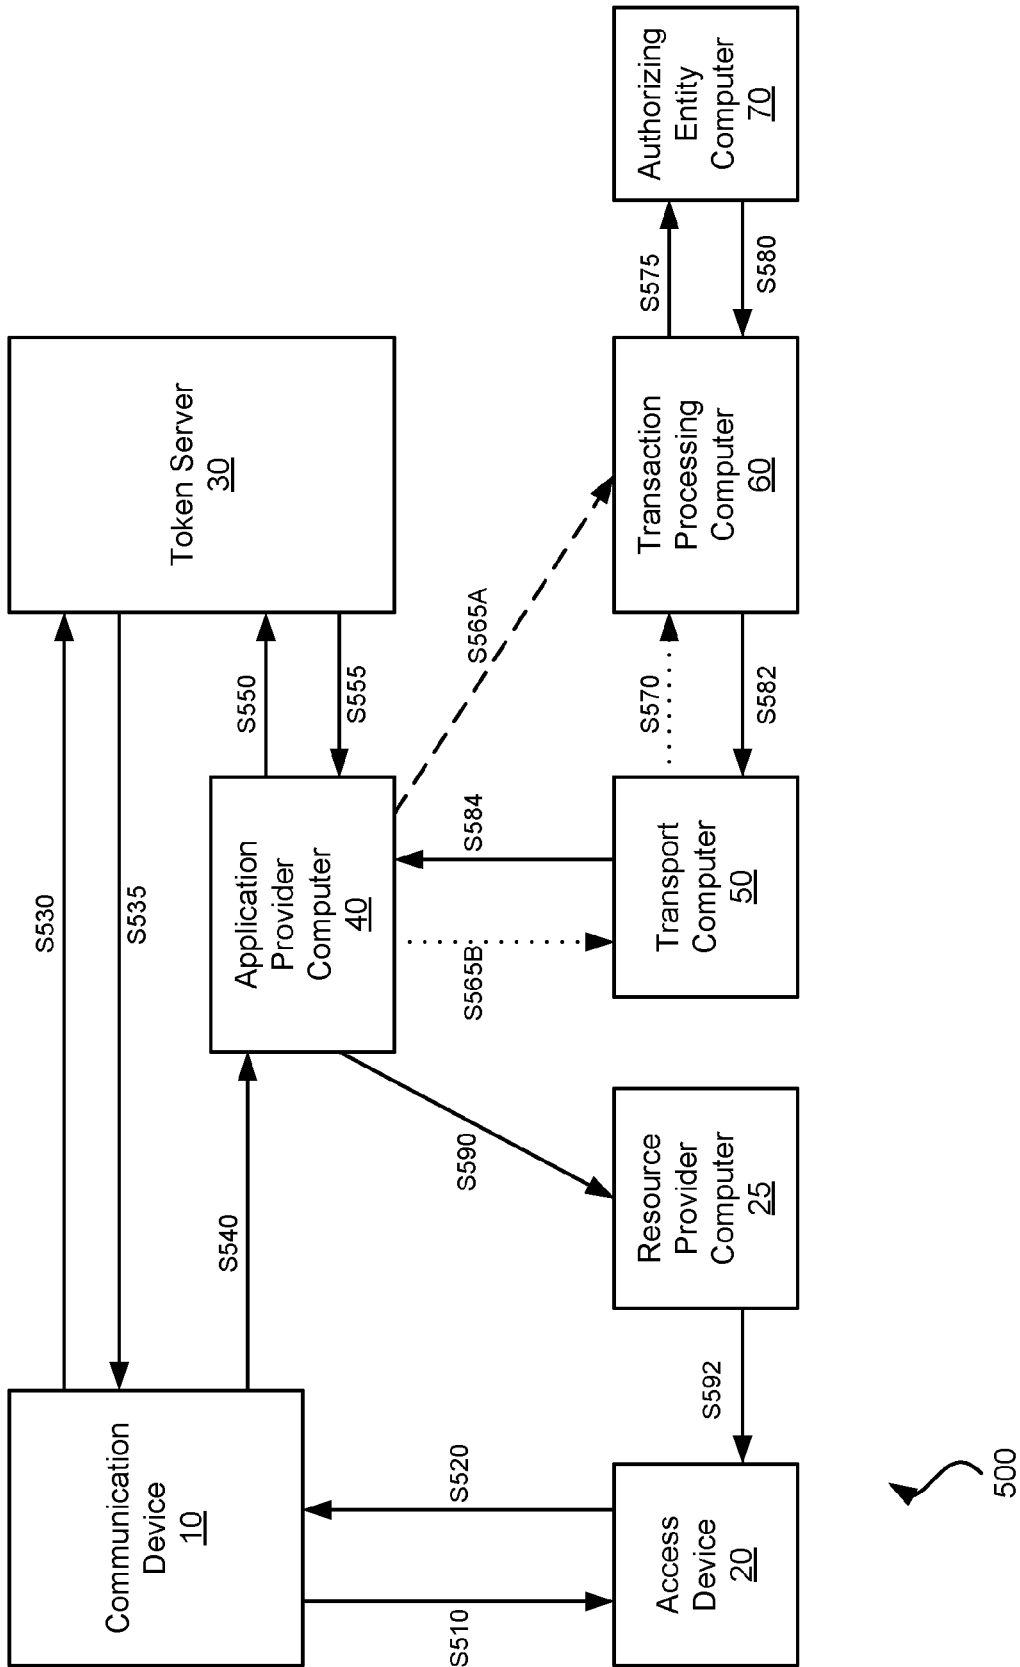 Communication
Device
10
S530
S535
Token Server
30
S540
Application
Provider
Computer
40
S550
S555
S510
S520
S590
S565B
S584
S565A
Access
Device
20
S592
Resource
Provider
Computer
25
Transport
Computer
50
S570
S582
Transaction
Processing
Computer
60
S575
S580
Authorizing
Entity
Computer
70
500